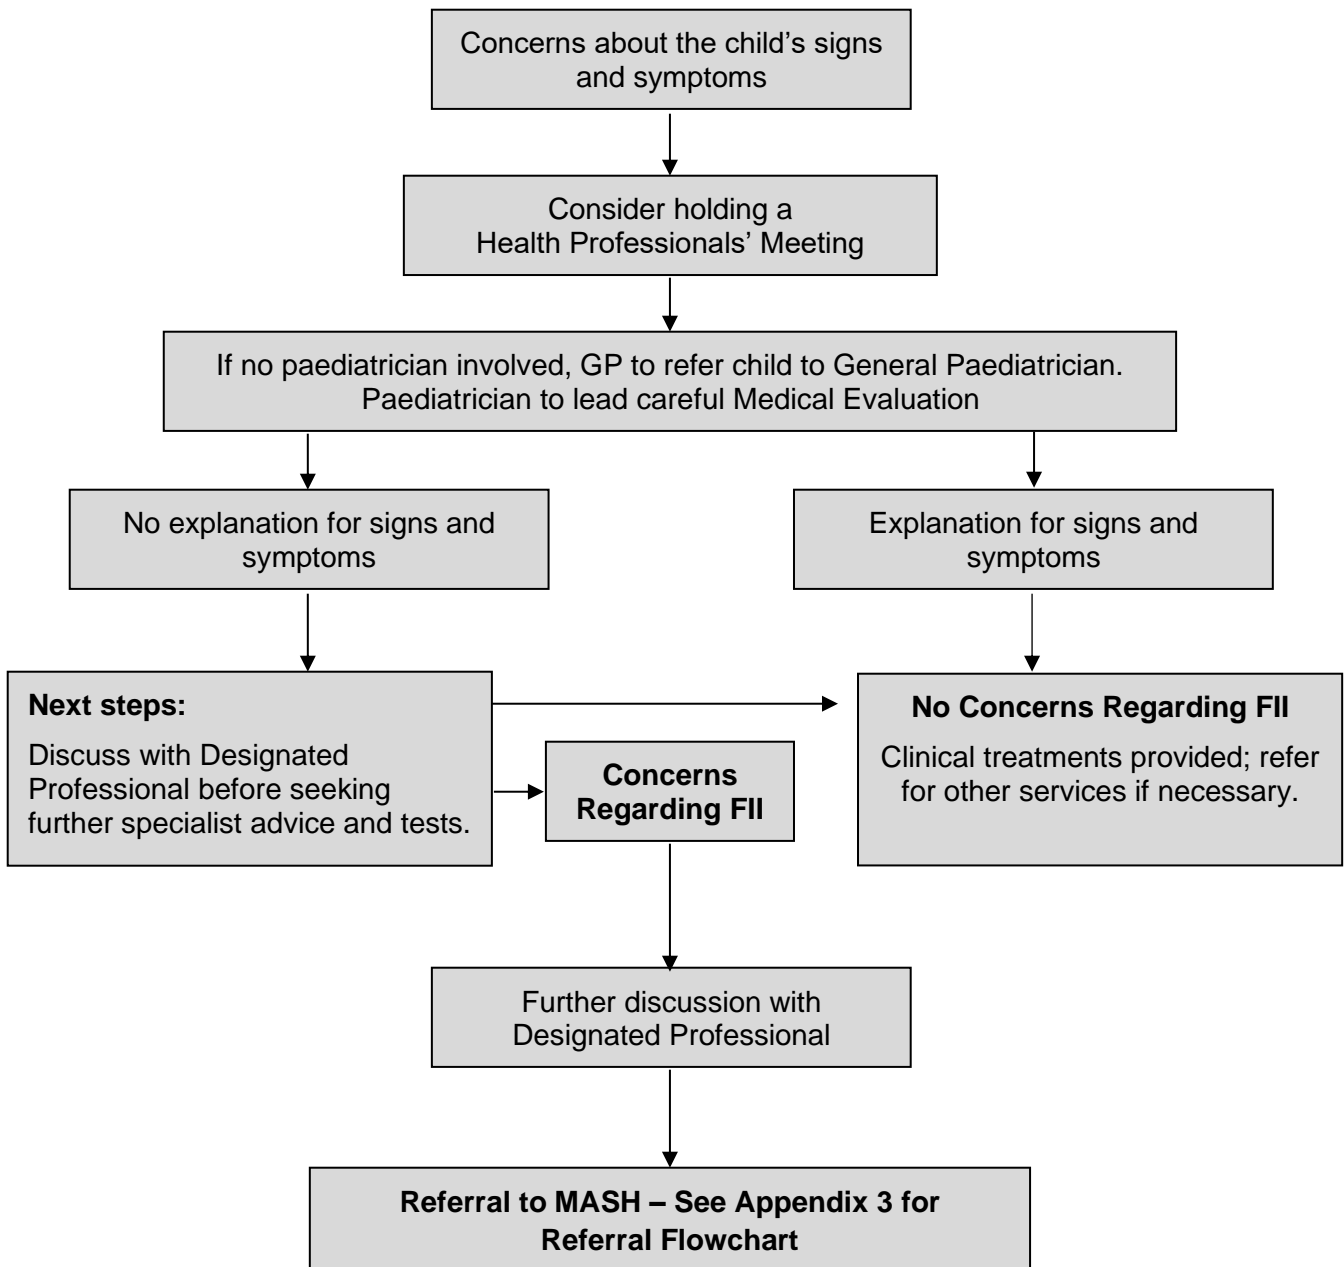 Concerns about the child’s signs
and symptoms
Consider holding a
Health Professionals’ Meeting
If no paediatrician involved, GP to refer child to General Paediatrician.
Paediatrician to lead careful Medical Evaluation
No explanation for signs and
symptoms
Explanation for signs and
symptoms
Next steps:
Discuss with Designated
Professional before seeking
further specialist advice and tests.
Concerns
Regarding FII
No Concerns Regarding FII
Clinical treatments provided; refer
for other services if necessary.
Further discussion with
Designated Professional
Referral to MASH – See Appendix 3 for
Referral Flowchart